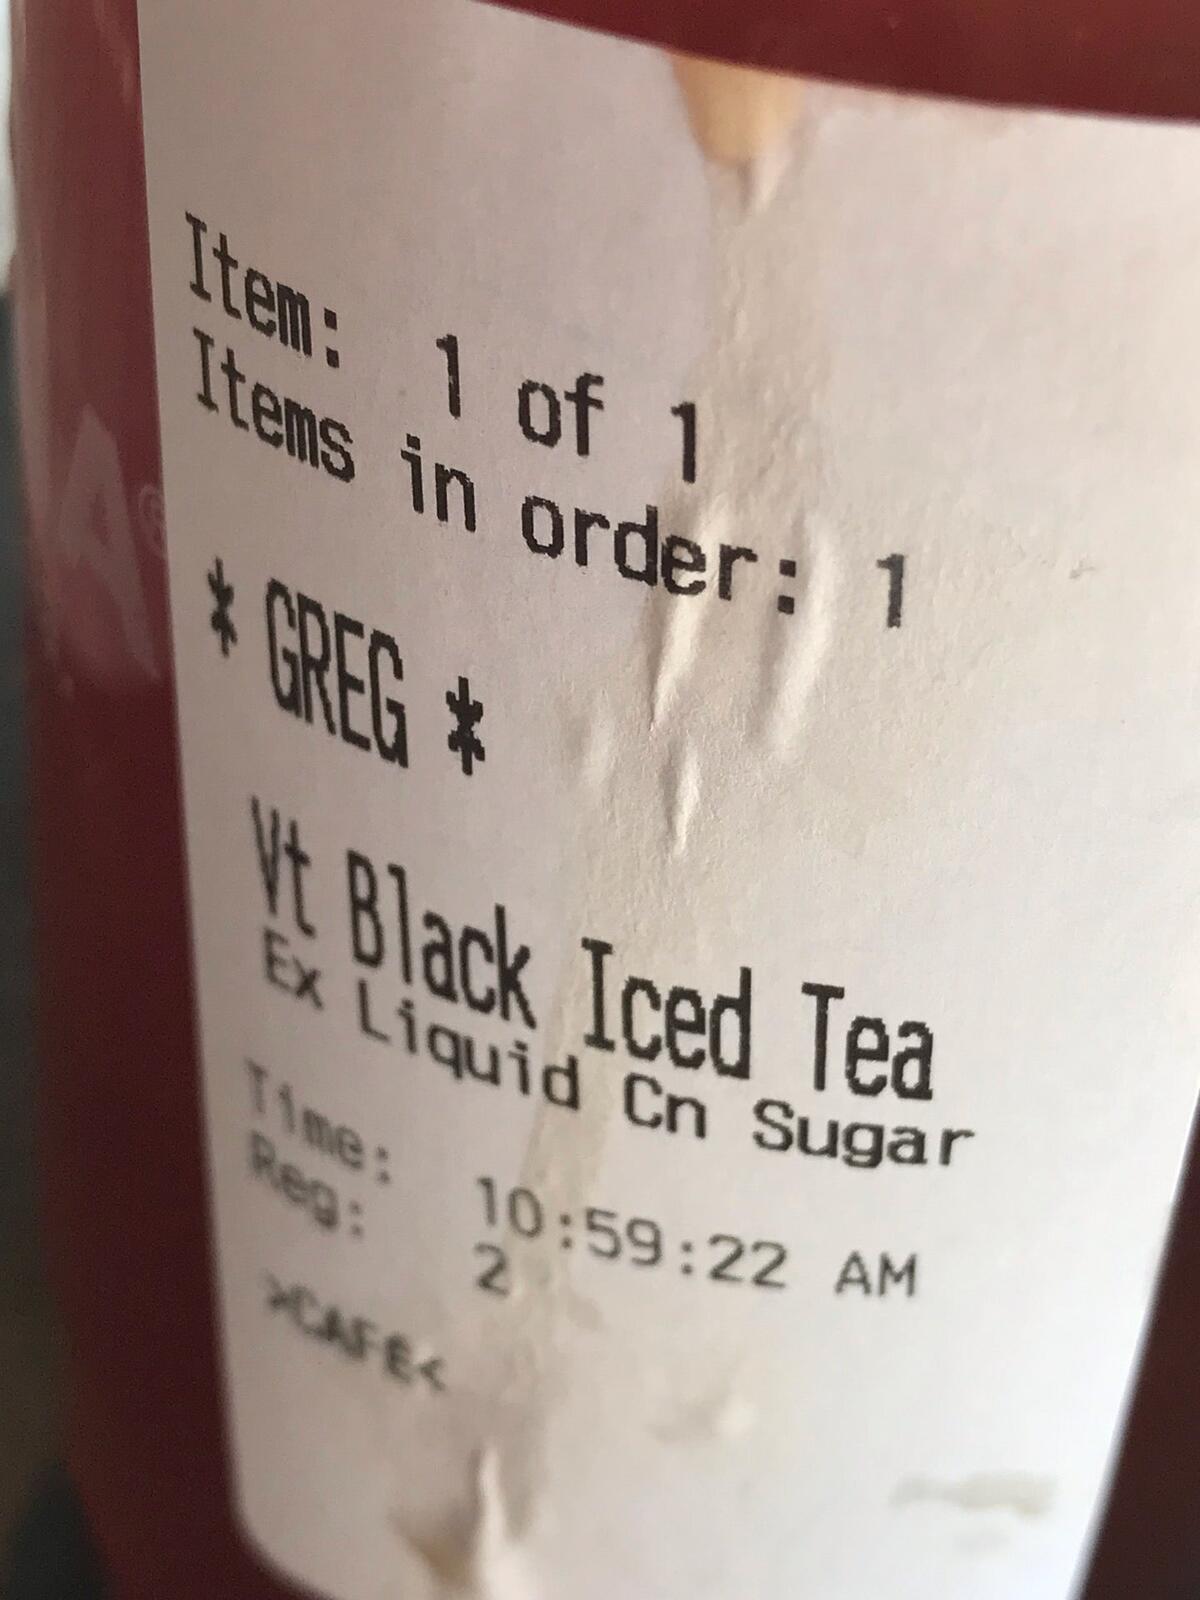 Item: 1 of 1
Items in order: 1
* GREG *
Vt Black Iced Tea
Ex Liquid Cn Sugar
Time: 10:59:22 AM
Reg: 2
>CAFE<
A®